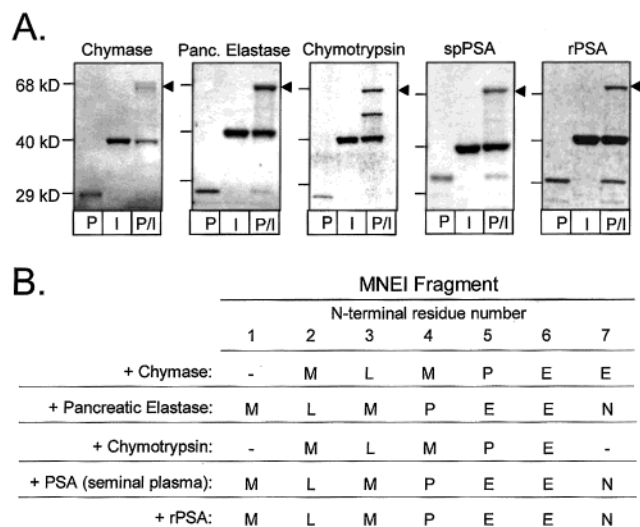 A.
Chymase Panc. Elastase Chymotrypsin spPSA rPSA
68 kD
40 kD
29 kD
P I P/I P I P/I P I P/I P I P/I P I P/I
B.
MNEI Fragment
N-terminal residue number
1 2 3 4 5 6 7
+ Chymase: - M L M P E E
+ Pancreatic Elastase: M L M P E E N
+ Chymotrypsin: - M L M P E -
+ PSA (seminal plasma): M L M P E E N
+ rPSA: M L M P E E N